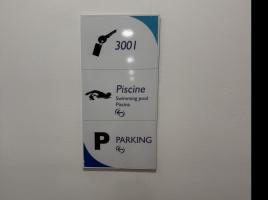 3001
Piscine
Swimming pool
Piscina
P PARKING